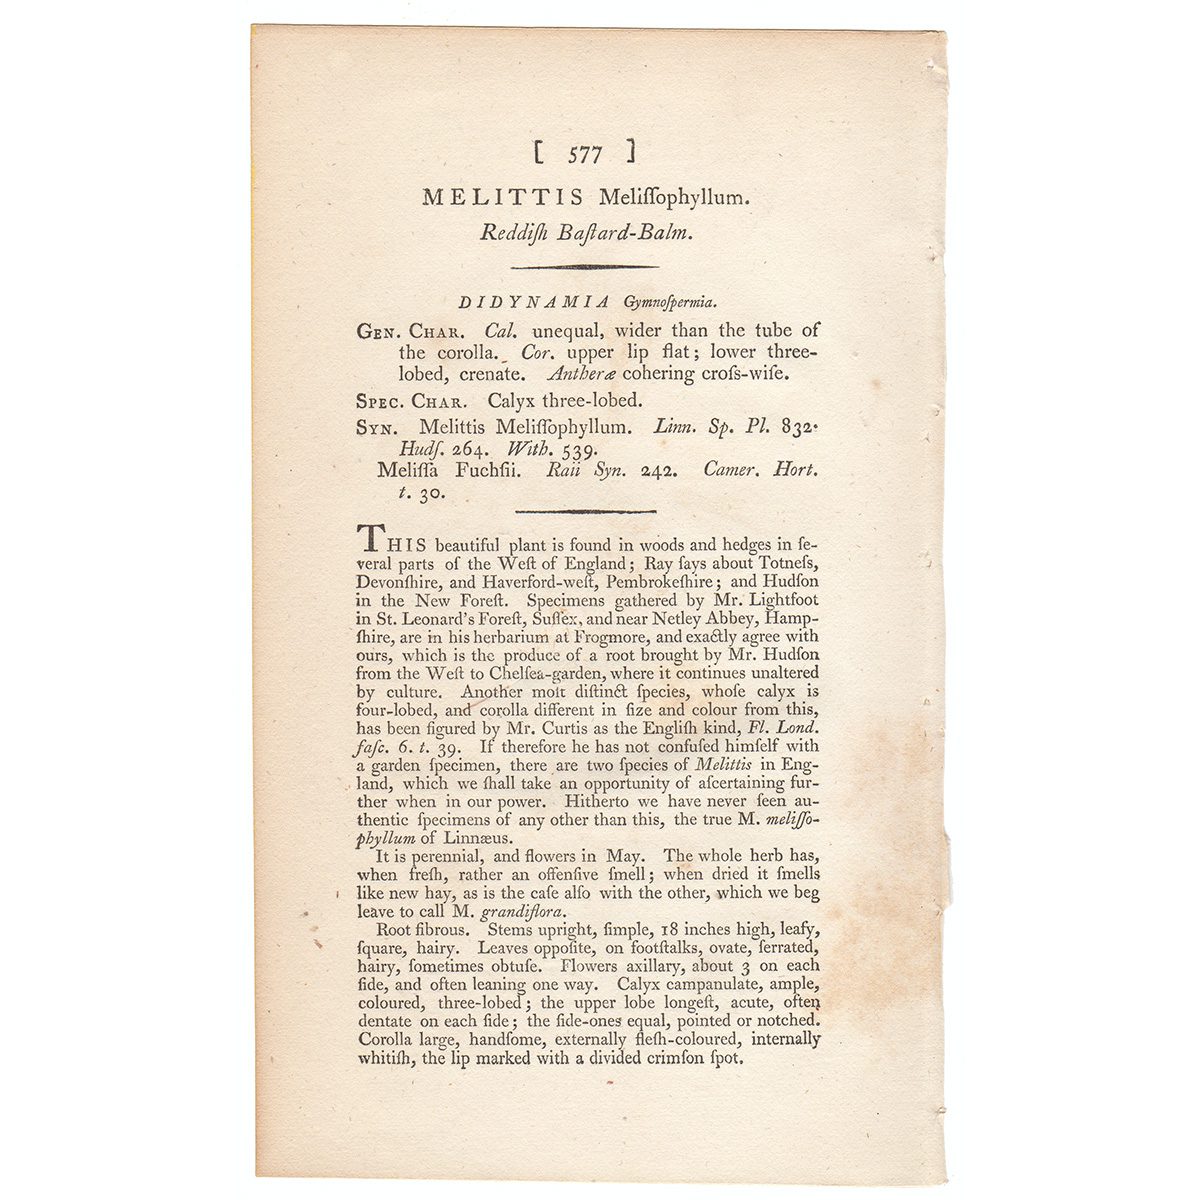 [ 577 ]
MELITTIS Meliſſophyllum.
Reddiſh Baſtard-Balm.
DIDYNAMIA Gymnoſpermia.
GEN. CHAR. Cal. unequal, wider than the tube of
the corolla. Cor. upper lip flat; lower three-
lobed, crenate. Antheræ cohering croſs-wiſe.
SPEC. CHAR. Calyx three-lobed.
SYN. Melittis Meliſſophyllum. Linn. Sp. Pl. 832.
Hudſ. 264. With. 539.
Meliſſa Fuchſii. Raii Syn. 242. Camer. Hort.
t. 30.
THIS beautiful plant is found in woods and hedges in ſe-
veral parts of the Weſt of England; Ray ſays about Totneſs,
Devonſhire, and Haverford-weſt, Pembrokeſhire; and Hudſon
in the New Foreſt. Specimens gathered by Mr. Lightfoot
in St. Leonard's Foreſt, Suſſex, and near Netley Abbey, Hamp-
ſhire, are in his herbarium at Frogmore, and exactly agree with
ours, which is the produce of a root brought by Mr. Hudſon
from the Weſt to Chelſea-garden, where it continues unaltered
by culture. Another moſt diſtinct ſpecies, whoſe calyx is
four-lobed, and corolla different in ſize and colour from this,
has been figured by Mr. Curtis as the Engliſh kind, Fl. Lond.
faſc. 6. t. 39. If therefore he has not confuſed himſelf with
a garden ſpecimen, there are two ſpecies of Melittis in Eng-
land, which we ſhall take an opportunity of aſcertaining fur-
ther when in our power. Hitherto we have never ſeen au-
thentic ſpecimens of any other than this, the true M. meliſſo-
phyllum of Linnæus.
It is perennial, and flowers in May. The whole herb has,
when freſh, rather an offenſive ſmell; when dried it ſmells
like new hay, as is the caſe alſo with the other, which we beg
leave to call M. grandiflora.
Root fibrous. Stems upright, ſimple, 18 inches high, leafy,
ſquare, hairy. Leaves oppoſite, on footſtalks, ovate, ſerrated,
hairy, ſometimes obtuſe. Flowers axillary, about 3 on each
ſide, and often leaning one way. Calyx campanulate, ample,
coloured, three-lobed; the upper lobe longeſt, acute, often
dentate on each ſide; the ſide-ones equal, pointed or notched.
Corolla large, handſome, externally fleſh-coloured, internally
whitiſh, the lip marked with a divided crimſon ſpot.